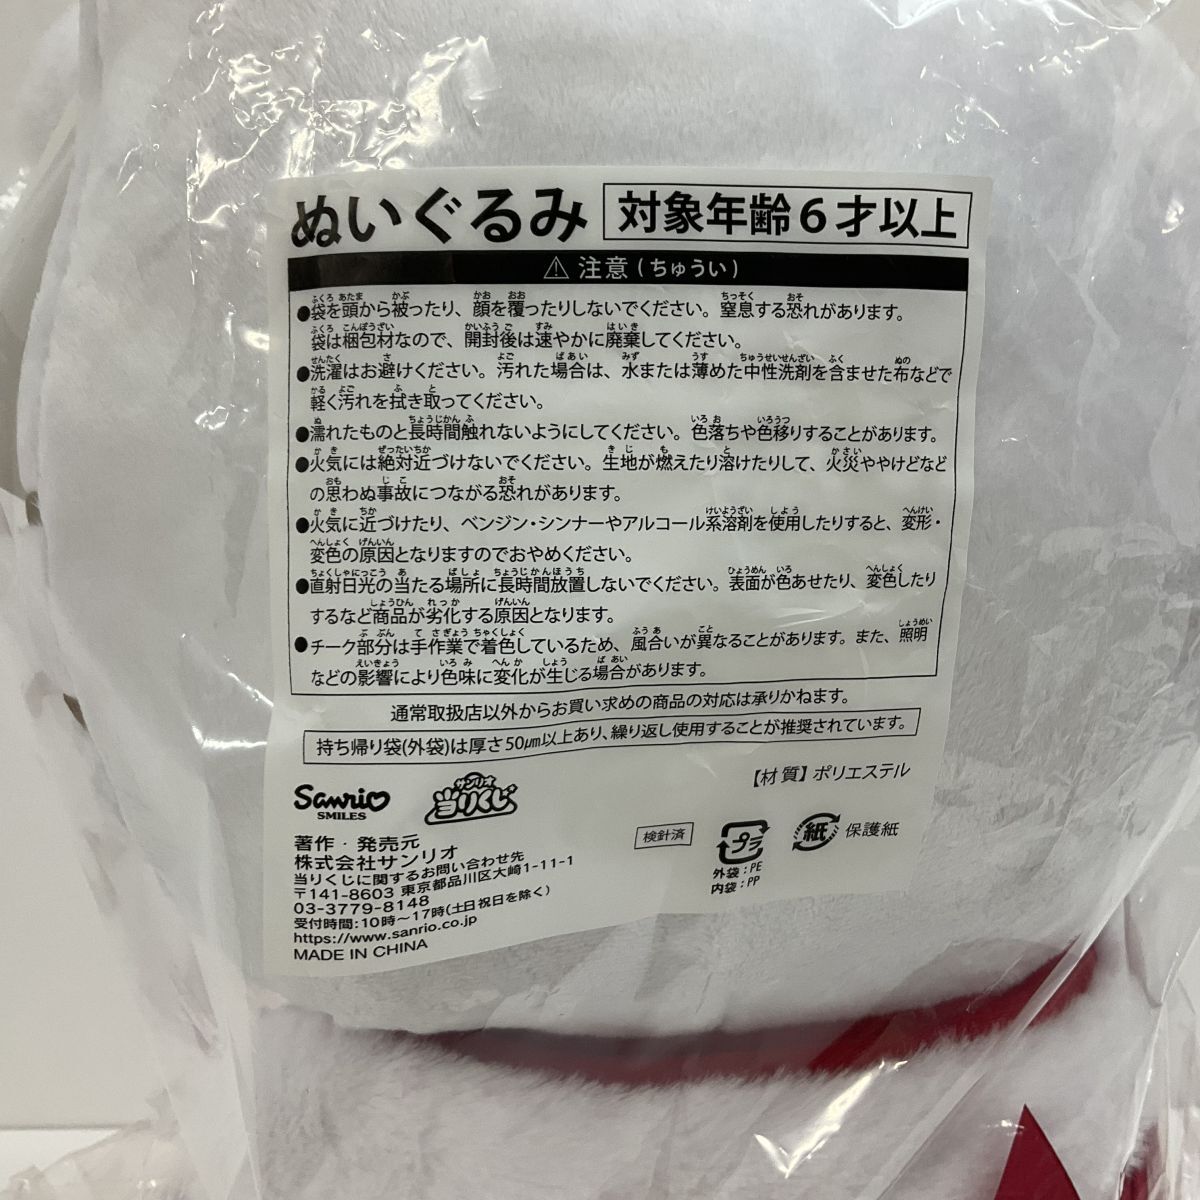 ぬいぐるみ 対象年齢6才以上
⚠ 注意(ちゅうい)
●袋を頭から被ったり、顔を覆ったりしないでください。窒息する恐れがあります。
袋は梱包材なので、開封後は速やかに廃棄してください。
●洗濯はお避けください。汚れた場合は、水または薄めた中性洗剤を含ませた布などで
軽く汚れを拭き取ってください。
●濡れたものと長時間触れないようにしてください。色落ちや色移りすることがあります。
●火気には絶対近づけないでください。生地が燃えたり溶けたりして、火災ややけどなど
の思わぬ事故につながる恐れがあります。
●火気に近づけたり、ベンジン・シンナーやアルコール系溶剤を使用したりすると、変形・
変色の原因となりますのでおやめください。
●直射日光の当たる場所に長時間放置しないでください。表面が色あせたり、変色したり
するなど商品が劣化する原因となります。
●チーク部分は手作業で着色しているため、風合いが異なることがあります。また、照明
などの影響により色味に変化が生じる場合があります。
通常取扱店以外からお買い求めの商品の対応は承りかねます。
持ち帰り袋(外袋)は厚さ50㎛以上あり、繰り返し使用することが推奨されています。
【材質】ポリエステル
Sanrio
SMILES
サンリオ
当りくじ
検針済
プラ
外袋:PE
内袋:PP
紙 保護紙
著作・発売元
株式会社サンリオ
当りくじに関するお問い合わせ先
〒141-8603 東京都品川区大崎1-11-1
03-3779-8148
受付時間:10時～17時(土日祝日を除く)
https://www.sanrio.co.jp
MADE IN CHINA